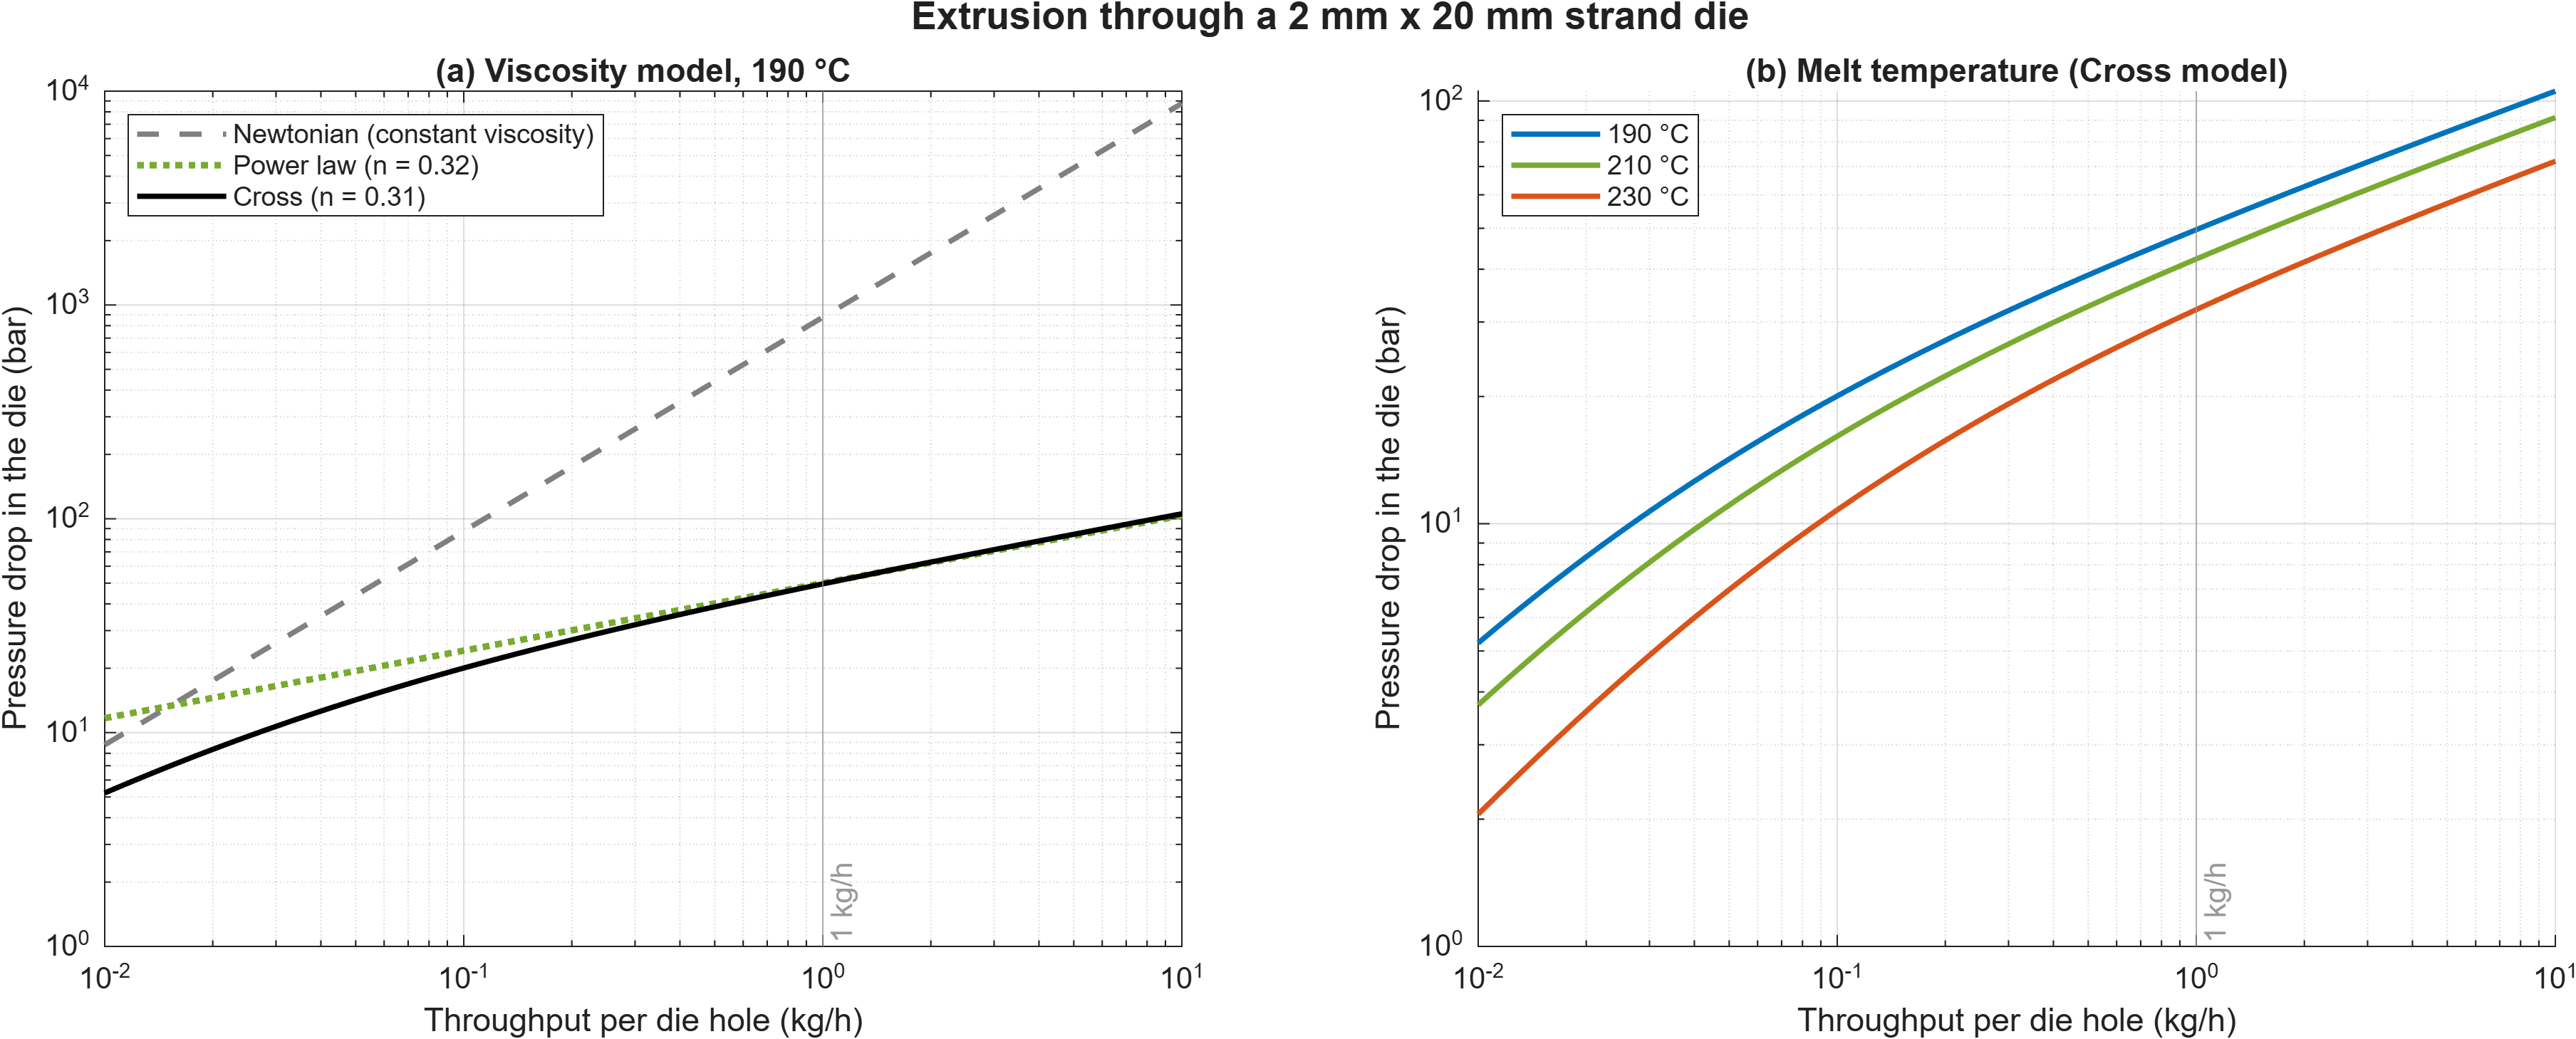 Extrusion through a 2 mm x 20 mm strand die
(a) Viscosity model, 190 °C
Pressure drop in the die (bar)
10^4
10^3
10^2
10^1
10^0
Newtonian (constant viscosity)
Power law (n = 0.32)
Cross (n = 0.31)
1 kg/h
10^-2
10^-1
10^0
10^1
Throughput per die hole (kg/h)
(b) Melt temperature (Cross model)
Pressure drop in the die (bar)
10^2
10^1
10^0
190 °C
210 °C
230 °C
1 kg/h
10^-2
10^-1
10^0
10^1
Throughput per die hole (kg/h)